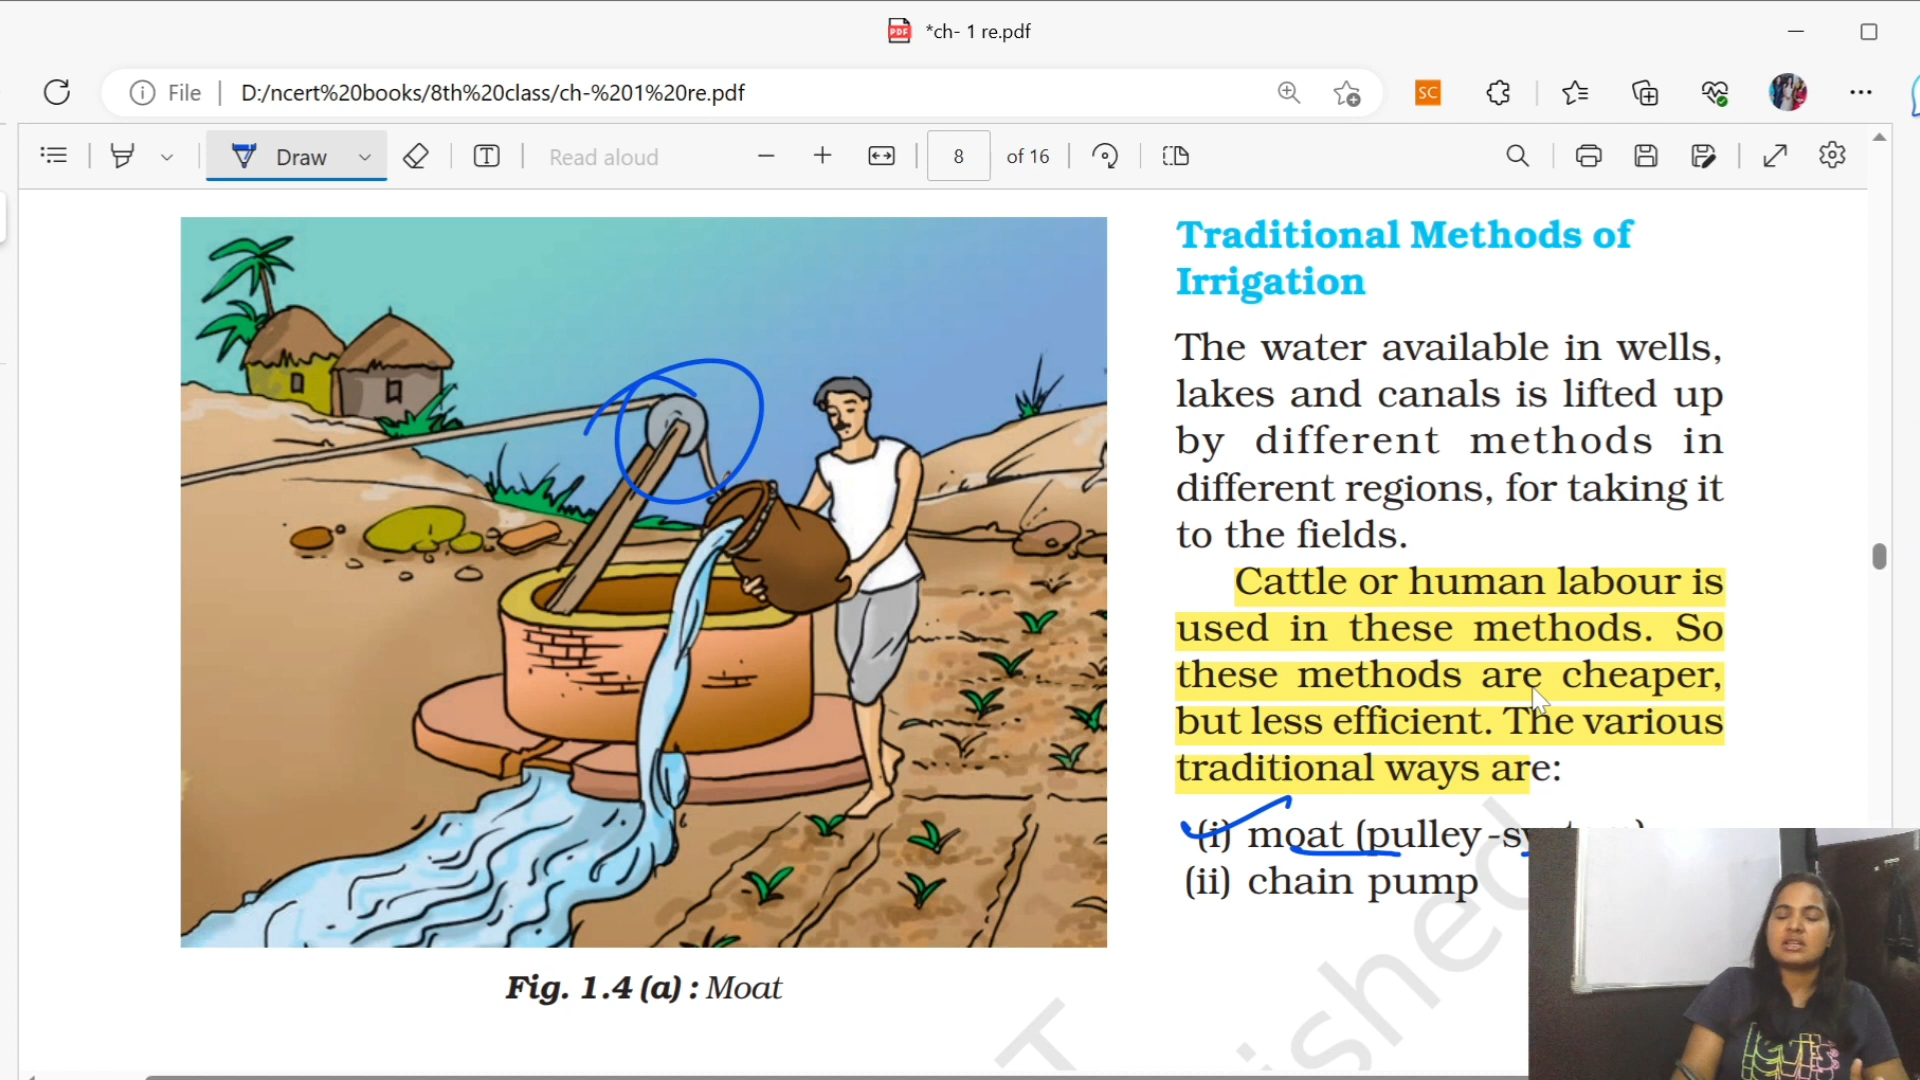 *ch- 1 re.pdf
File
D:/ncert%20books/8th%20class/ch-%201%20re.pdf
SC
Draw
Read aloud
8 of 16
Traditional Methods of
Irrigation
The water available in wells,
lakes and canals is lifted up
by different methods in
different regions, for taking it
to the fields.
Cattle or human labour is
used in these methods. So
these methods are cheaper,
but less efficient. The various
traditional ways are:
(i) moat (pulley-
(ii) chain pump
Fig. 1.4 (a) : Moat